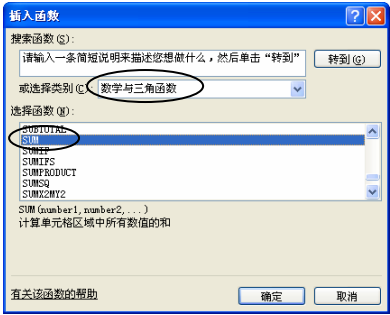 插入函数
搜索函数(S):
请输入一条简短说明来描述您想做什么，然后单击“转到”
转到(G)
或选择类别(C): 数学与三角函数
选择函数(N):
SUBTOTAL
SUM
SUMIF
SUMIFS
SUMPRODUCT
SUMSQ
SUMX2MY2
SUM(number1,number2,...)
计算单元格区域中所有数值的和
有关该函数的帮助
确定
取消